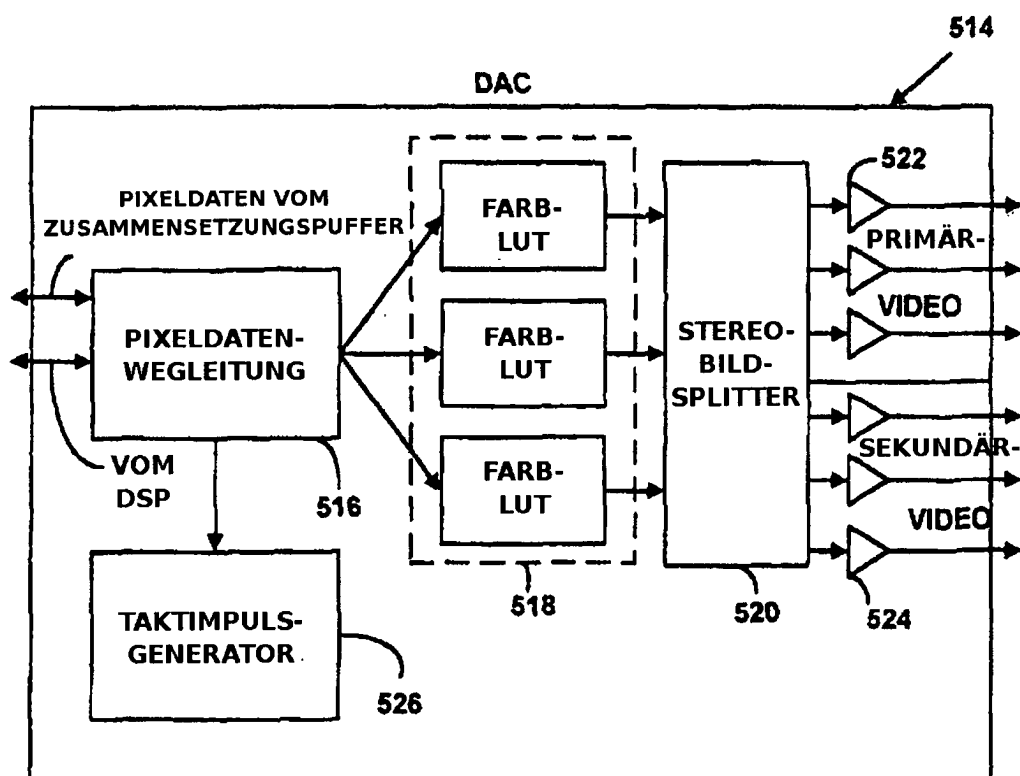 514
DAC
522
PIXELDATEN VOM
ZUSAMMENSETZUNGSPUFFER
FARB-
LUT
PRIMÄR-
VIDEO
PIXELDATEN-
WEGLEITUNG
FARB-
LUT
STEREO-
BILD-
SPLITTER
SEKUNDÄR-
VIDEO
VOM
DSP
516
FARB-
LUT
518
520
524
TAKTIMPULS-
GENERATOR
526